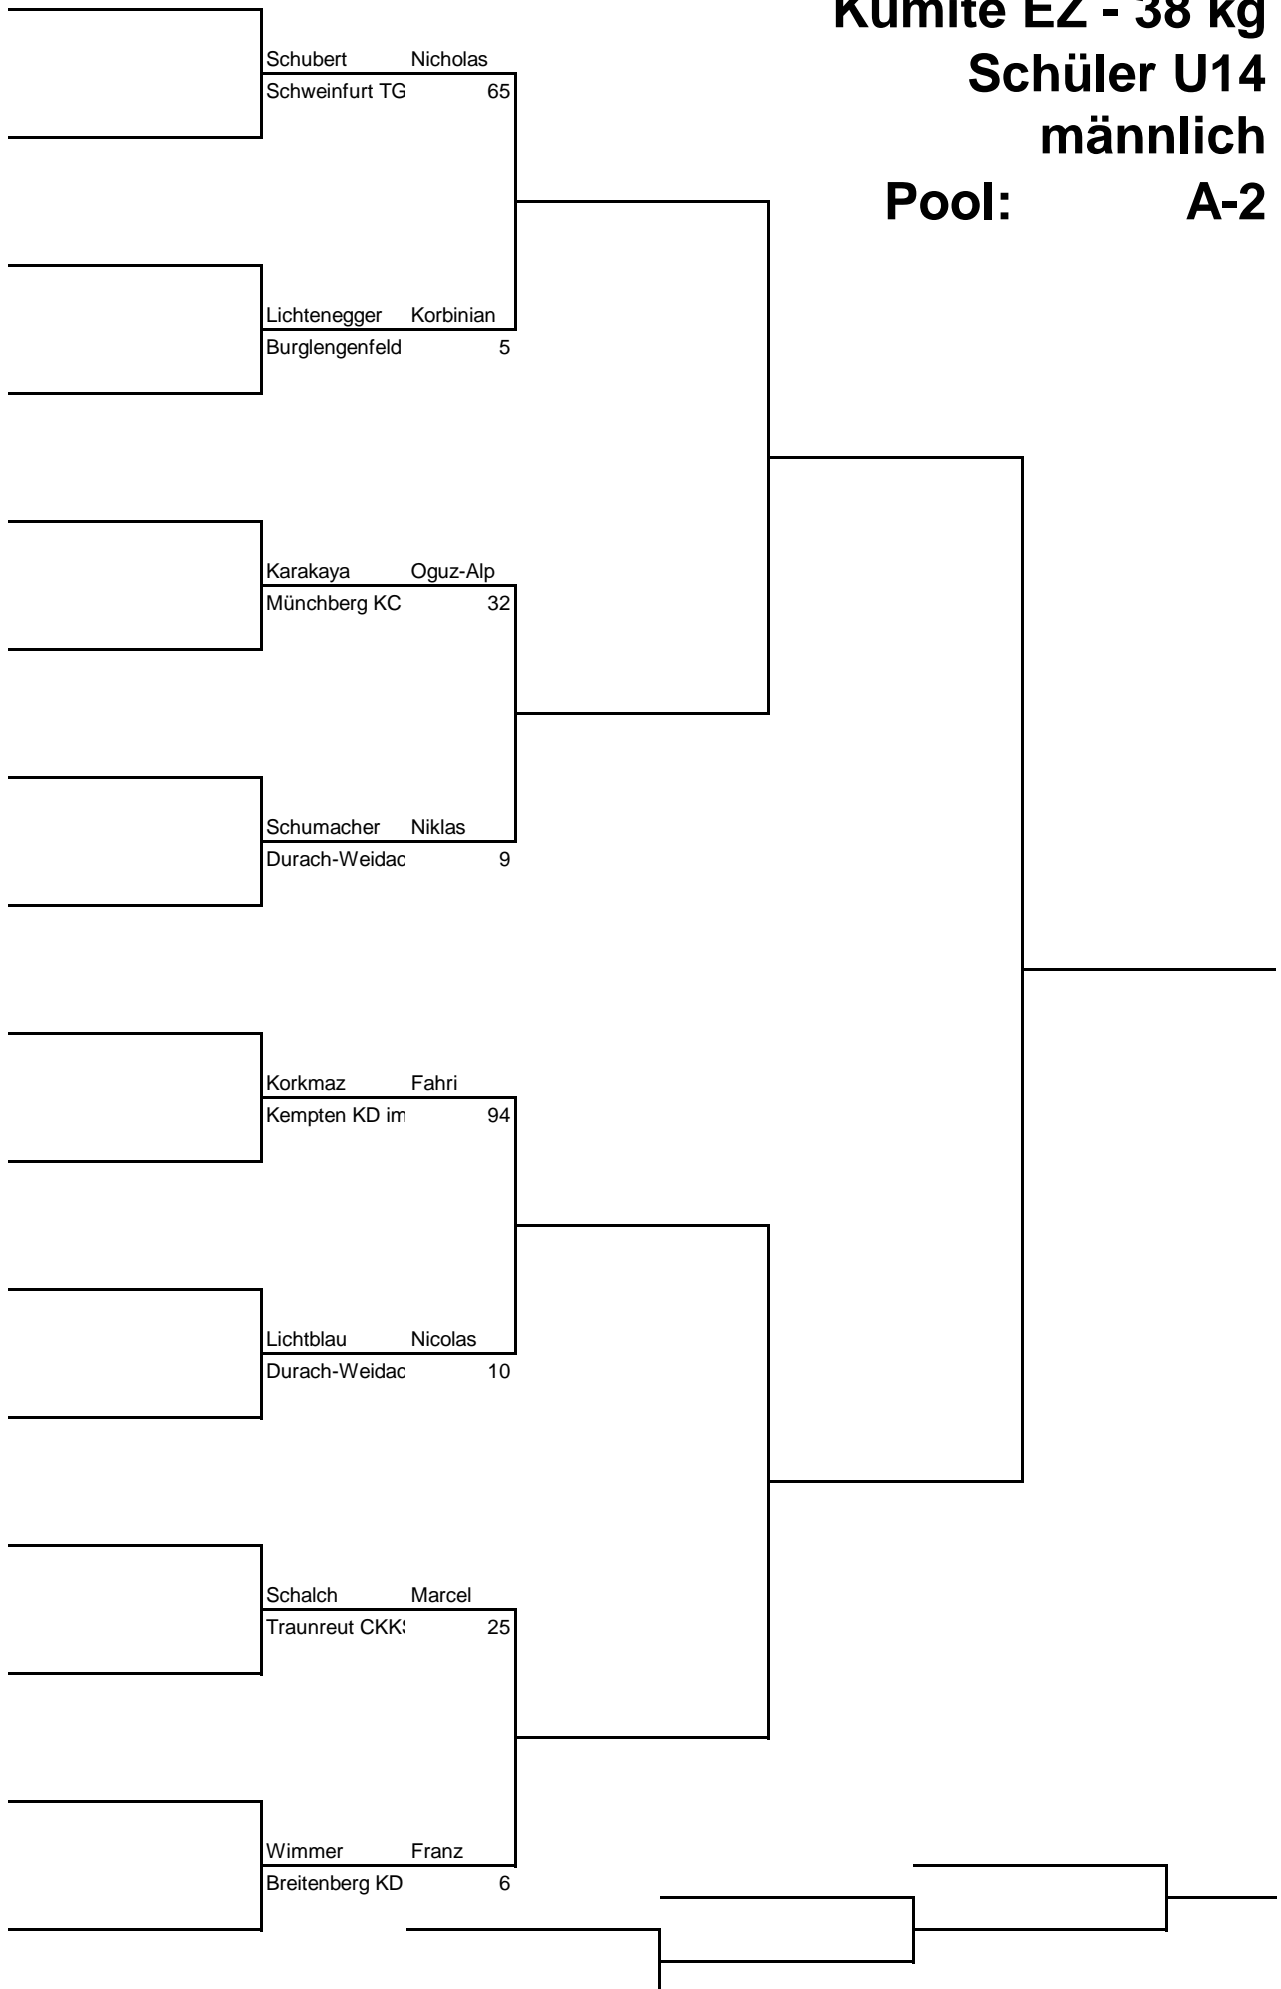 Kumite EZ - 38 kg
Schüler U14
männlich
Pool: A-2
Schubert Nicholas
Schweinfurt TG 65
Lichtenegger Korbinian
Burglengenfeld 5
Karakaya Oguz-Alp
Münchberg KC 32
Schumacher Niklas
Durach-Weidac 9
Korkmaz Fahri
Kempten KD im 94
Lichtblau Nicolas
Durach-Weidac 10
Schalch Marcel
Traunreut CKKS 25
Wimmer Franz
Breitenberg KD 6